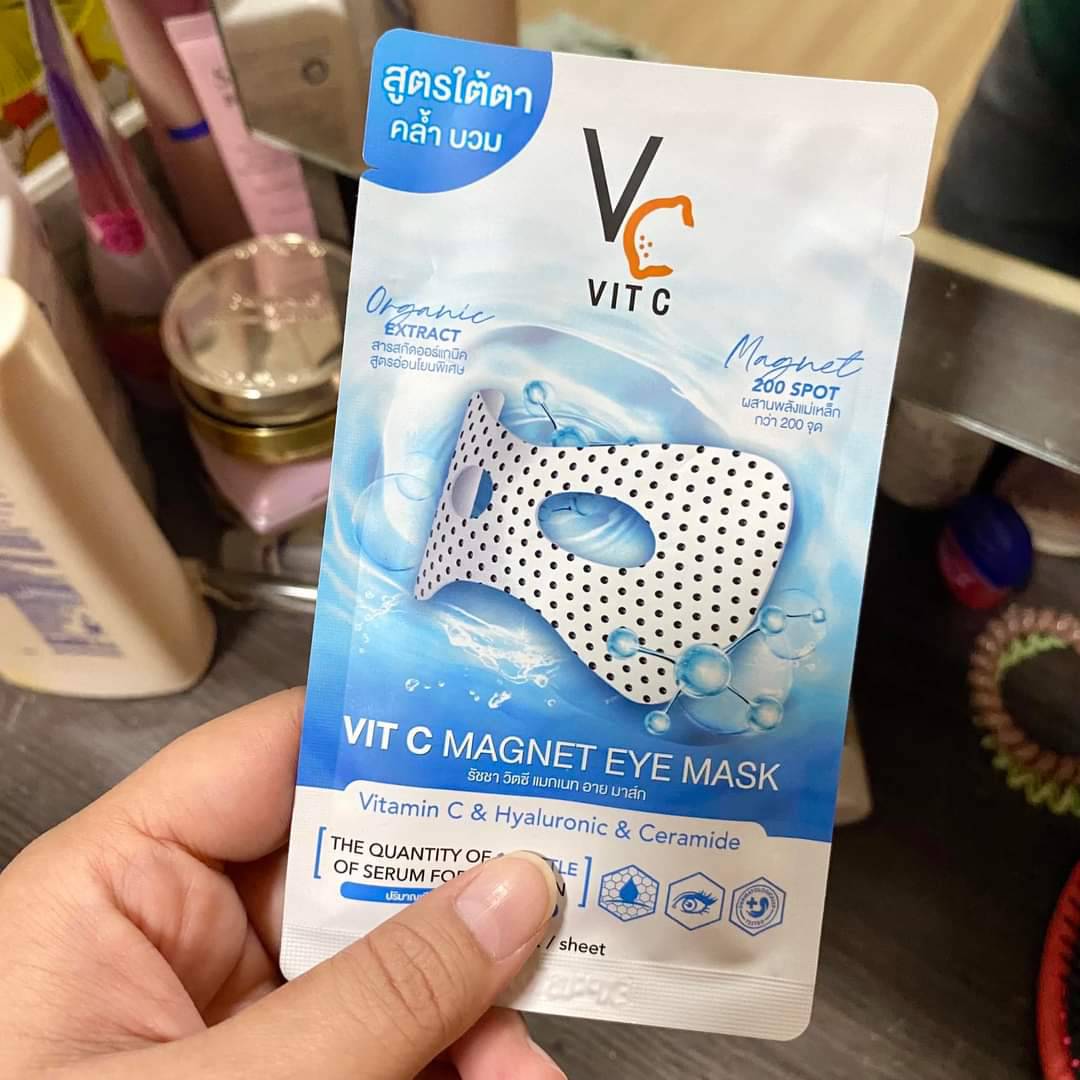 สูตรใต้ตา
คล้ำ บวม
VC
VIT C
Organic
EXTRACT
สารสกัดออร์แกนิค
สูตรอ่อนโยนพิเศษ
Magnet
200 SPOT
ผสานพลังแม่เหล็ก
กว่า 200 จุด
VIT C MAGNET EYE MASK
รัชชา วิตซี แมกเนท อาย มาส์ก
Vitamin C & Hyaluronic & Ceramide
THE QUANTITY OF
OF SERUM
/ sheet